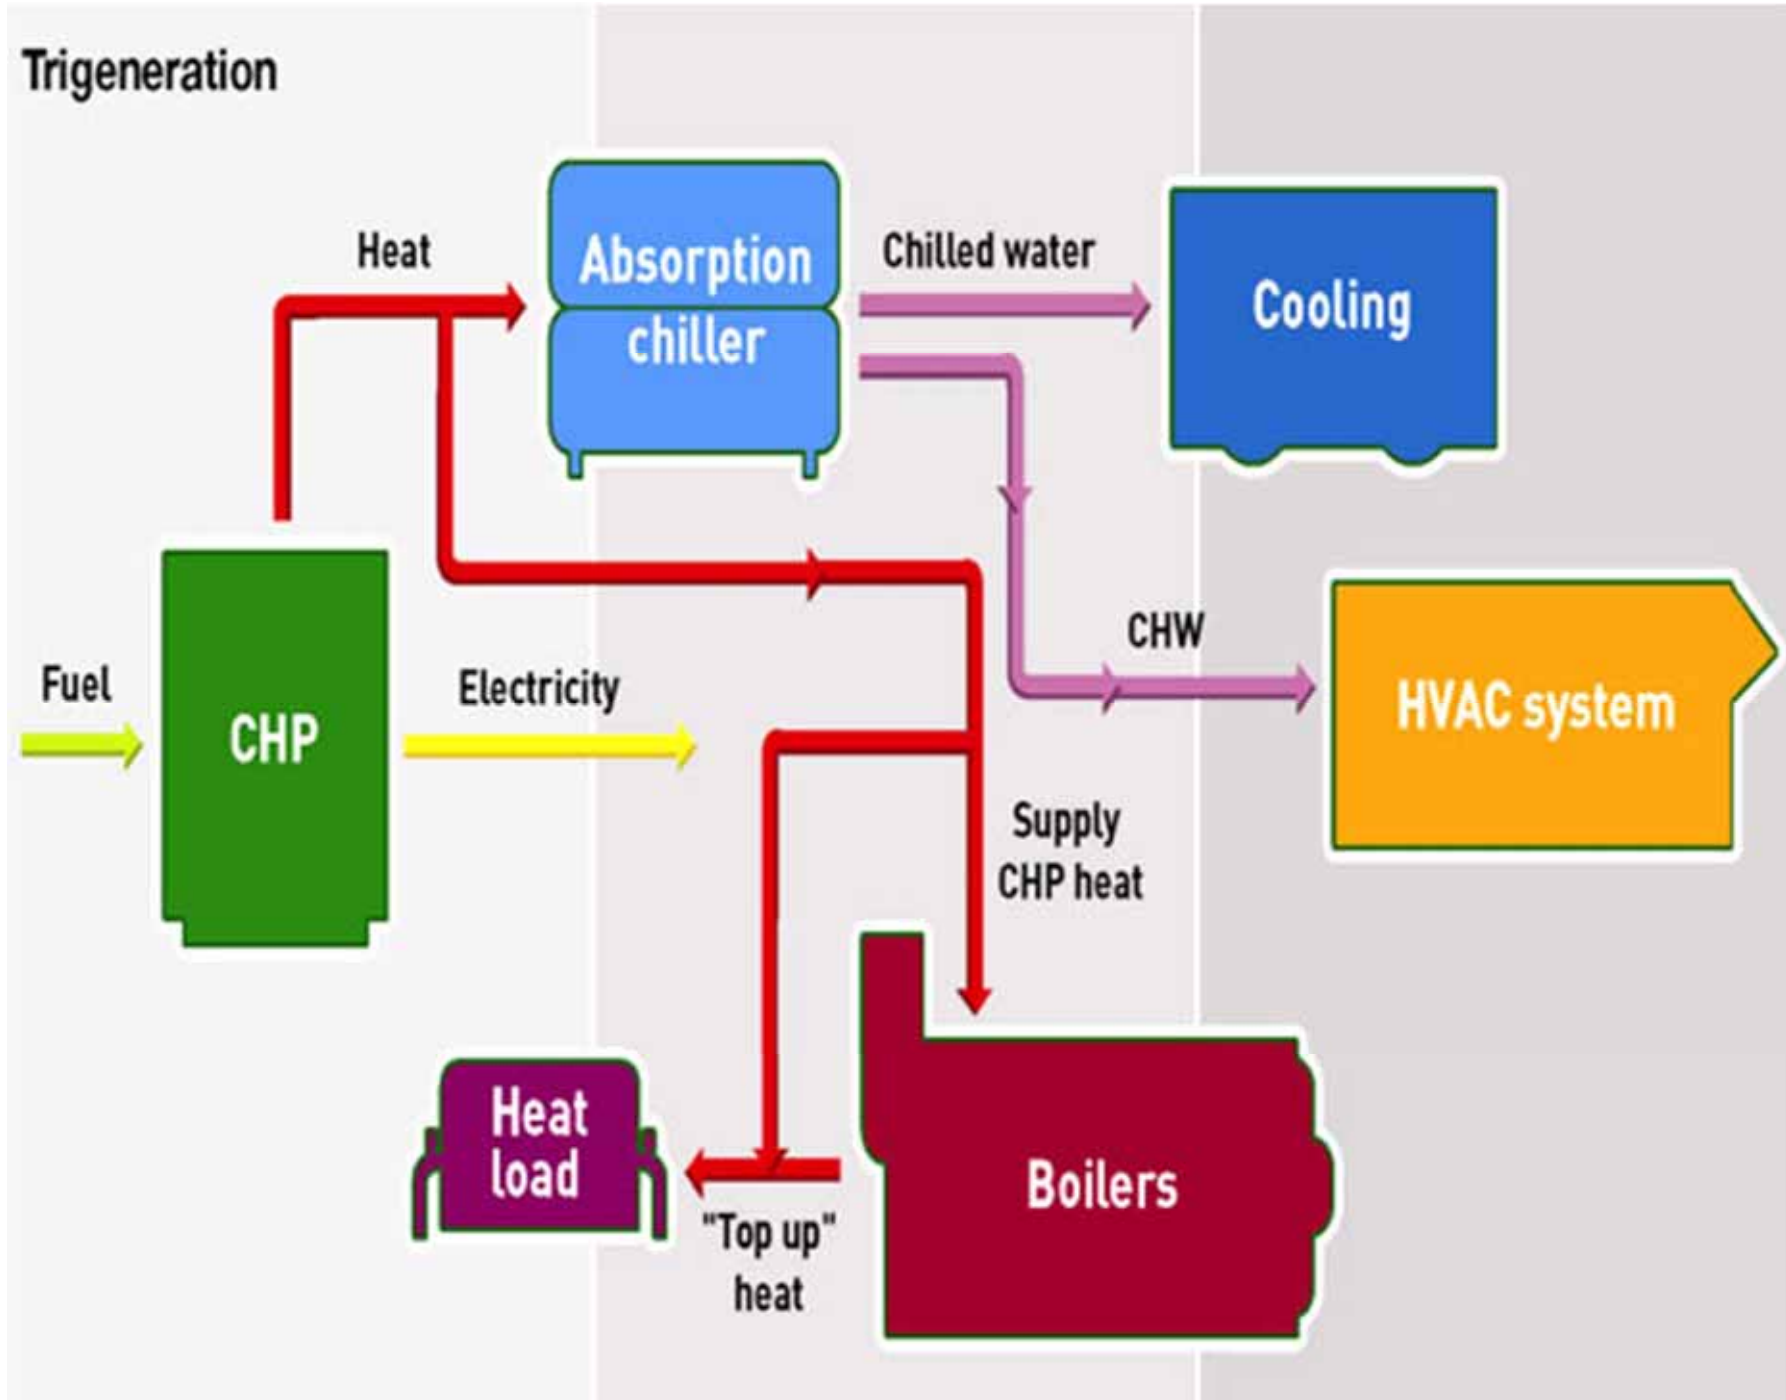 Trigeneration
Heat
Absorption
chiller
Chilled water
Cooling
Fuel
CHP
Electricity
CHW
HVAC system
Supply
CHP heat
Heat
load
"Top up"
heat
Boilers